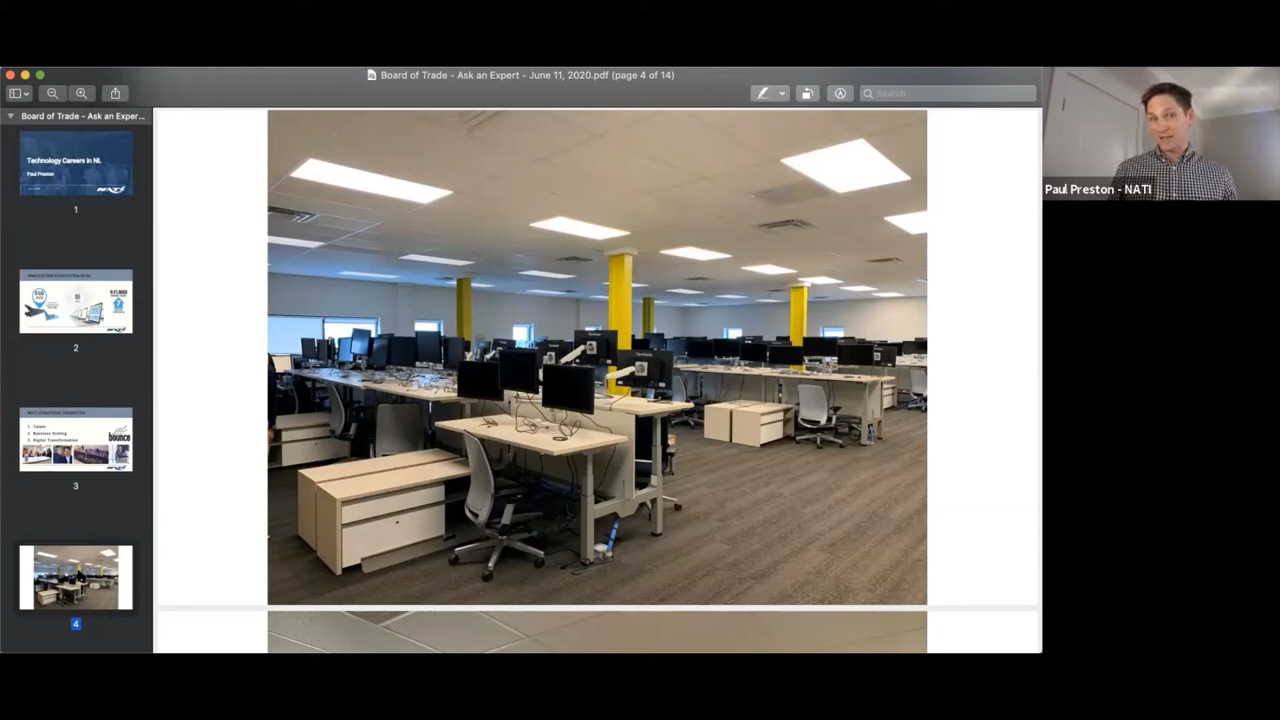 Board of Trade - Ask an Expert - June 11, 2020.pdf (page 4 of 14)
Search
Board of Trade - Ask an Exper...
Technology Careers in NL
Paul Preston
NATI
1
2
NATI STRATEGIC PRIORITIES
1. Talent
2. Business Scaling
3. Digital Transformation
bounce
3
4
Paul Preston - NATI